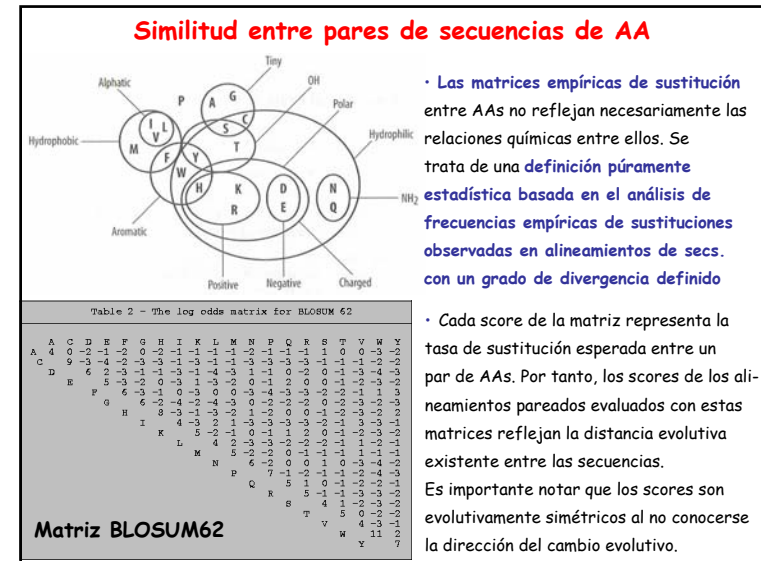 Similitud entre pares de secuencias de AA
Tiny
Alphatic
OH
P
A G
Polar
I L
V
C
S
Hydrophobic
M
T
Hydrophilic
F
Y
W
H
K
R
D
E
N
Q
NH2
Aromatic
Positive
Negative
Charged
• Las matrices empíricas de sustitución
entre AAs no reflejan necesariamente las
relaciones químicas entre ellos. Se
trata de una definición púramente
estadística basada en el análisis de
frecuencias empíricas de sustituciones
observadas en alineamientos de secs.
con un grado de divergencia definido
• Cada score de la matriz representa la
tasa de sustitución esperada entre un
par de AAs. Por tanto, los scores de los ali-
neamientos pareados evaluados con estas
matrices reflejan la distancia evolutiva
existente entre las secuencias.
Es importante notar que los scores son
evolutivamente simétricos al no conocerse
la dirección del cambio evolutivo.
Table 2 - The log odds matrix for BLOSUM 62
A C D E F G H I K L M N P Q R S T V W Y
A 4 0 -2 -1 -2 0 -2 -1 -1 -1 -1 -2 -1 -1 -1 1 0 0 -3 -2
C 9 -3 -4 -2 -3 -3 -1 -3 -1 -1 -3 -3 -3 -3 -1 -1 -1 -2 -2
D 6 2 -3 -1 -1 -3 -1 -4 -3 1 -1 0 -2 0 -1 -3 -4 -3
E 5 -3 -2 0 -3 1 -3 -2 0 -1 2 0 0 -1 -2 -3 -2
F 6 -3 -1 0 -3 0 0 -3 -4 -3 -3 -2 -2 -1 1 3
G 6 -2 -4 -2 -4 -3 0 -2 -2 -2 0 -2 -3 -2 -3
H 8 -3 -1 -3 -2 1 -2 0 0 -1 -2 -3 -2 2
I 4 -3 2 1 -3 -3 -3 -3 -2 -1 3 -3 -1
K 5 -2 -1 0 -1 1 2 0 -1 -2 -3 -2
L 4 2 -3 -3 -2 -2 -2 -1 1 -2 -1
M 5 -2 -2 0 -1 -1 -1 1 -1 -1
N 6 -2 0 0 1 0 -3 -4 -2
P 7 -1 -2 -1 -1 -2 -4 -3
Q 5 1 0 -1 -2 -2 -1
R 5 -1 -1 -3 -3 -2
S 4 1 -2 -3 -2
T 5 0 -2 -2
V 4 -3 -1
W 11 2
Y 7
Matriz BLOSUM62